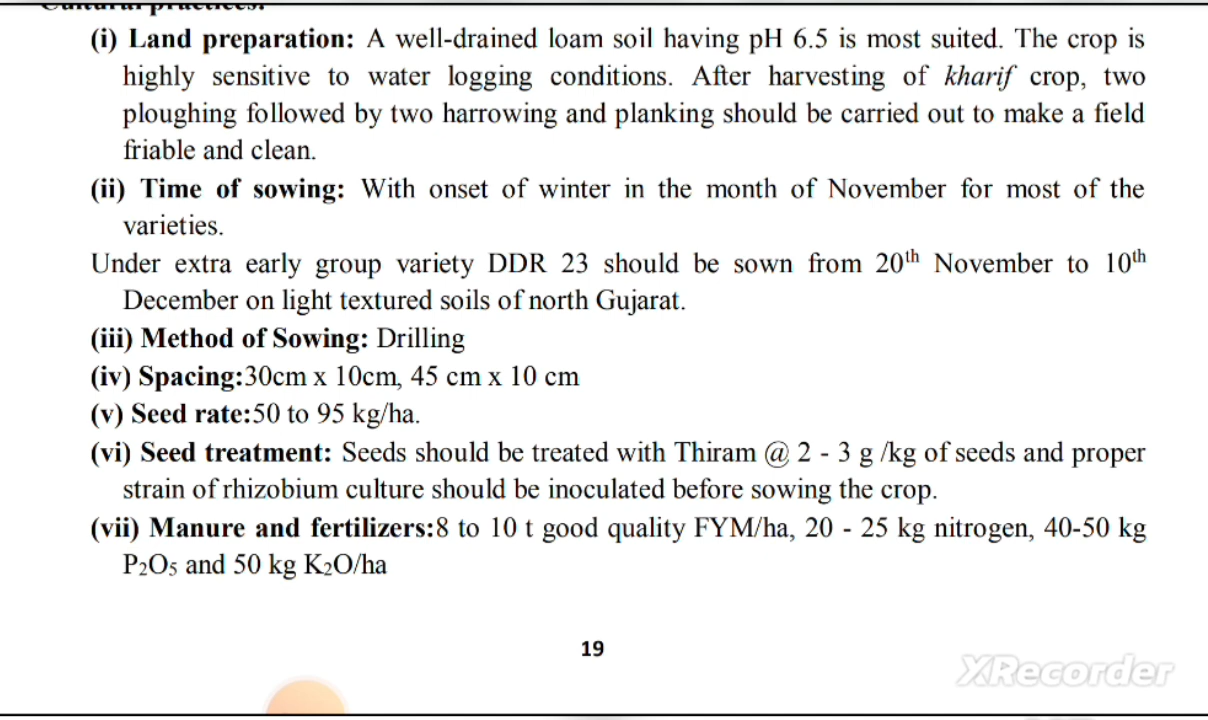 Cultural practices:
(i) Land preparation: A well-drained loam soil having pH 6.5 is most suited. The crop is
highly sensitive to water logging conditions. After harvesting of kharif crop, two
ploughing followed by two harrowing and planking should be carried out to make a field
friable and clean.
(ii) Time of sowing: With onset of winter in the month of November for most of the
varieties.
Under extra early group variety DDR 23 should be sown from 20th November to 10th
December on light textured soils of north Gujarat.
(iii) Method of Sowing: Drilling
(iv) Spacing:30cm x 10cm, 45 cm x 10 cm
(v) Seed rate:50 to 95 kg/ha.
(vi) Seed treatment: Seeds should be treated with Thiram @ 2 - 3 g /kg of seeds and proper
strain of rhizobium culture should be inoculated before sowing the crop.
(vii) Manure and fertilizers:8 to 10 t good quality FYM/ha, 20 - 25 kg nitrogen, 40-50 kg
P₂O₅ and 50 kg K₂O/ha
19
XRecorder